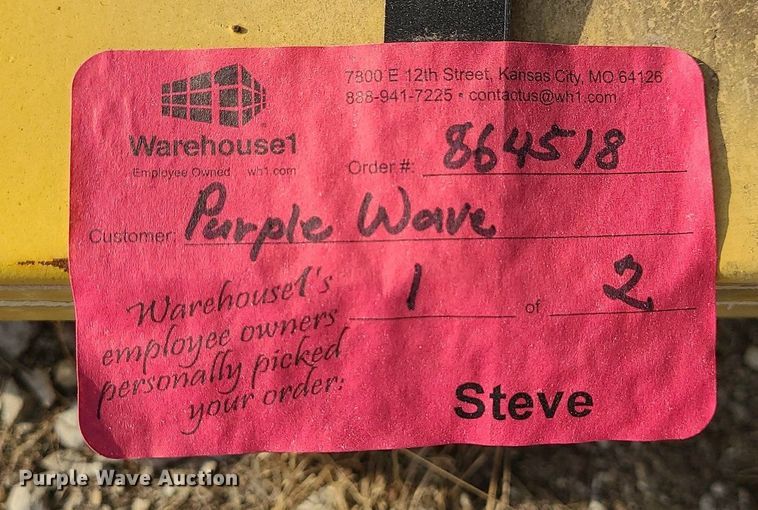 7800 E 12th Street, Kansas City, MO 64126
888-941-7225 • contactus@wh1.com
Warehouse1
Employee Owned wh1.com
Order #: 864518
Customer: Purple Wave
1 of 2
Warehouse1's
employee owners
personally picked
your order:
Steve
Purple Wave Auction